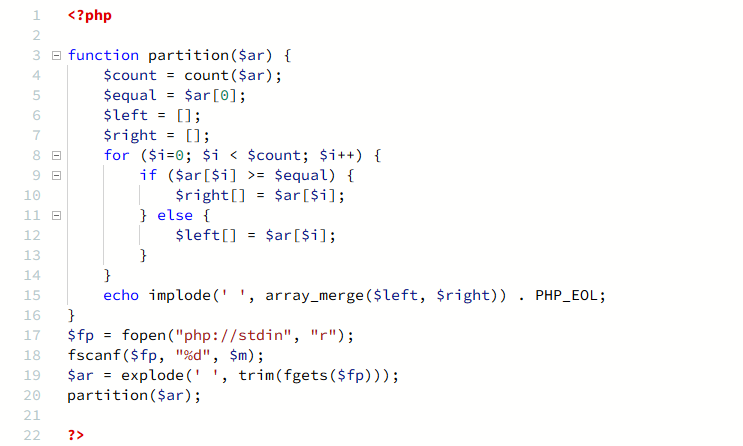 1 <?php
2
3 function partition($ar) {
4     $count = count($ar);
5     $equal = $ar[0];
6     $left = [];
7     $right = [];
8     for ($i=0; $i < $count; $i++) {
9         if ($ar[$i] >= $equal) {
10             $right[] = $ar[$i];
11         } else {
12             $left[] = $ar[$i];
13         }
14     }
15     echo implode(' ', array_merge($left, $right)) . PHP_EOL;
16 }
17 $fp = fopen("php://stdin", "r");
18 fscanf($fp, "%d", $m);
19 $ar = explode(' ', trim(fgets($fp)));
20 partition($ar);
21
22 ?>